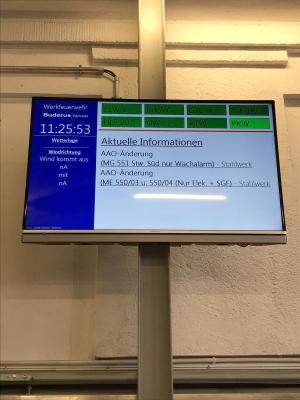 Werkfeuerwehr
Buderus|Edelstahl
11:25:53
Wetterlage
Windrichtung
Wind kommt aus
nA
mit
nA
PKW
Aktuelle Informationen
AAO-Änderung
(MG 551 Stw. Süd nur Wachalarm) - Stahlwerk
AAO-Änderung
(ME 550/03 u. 550/04 (Nur Elek. + SGF) - Stahlwerk